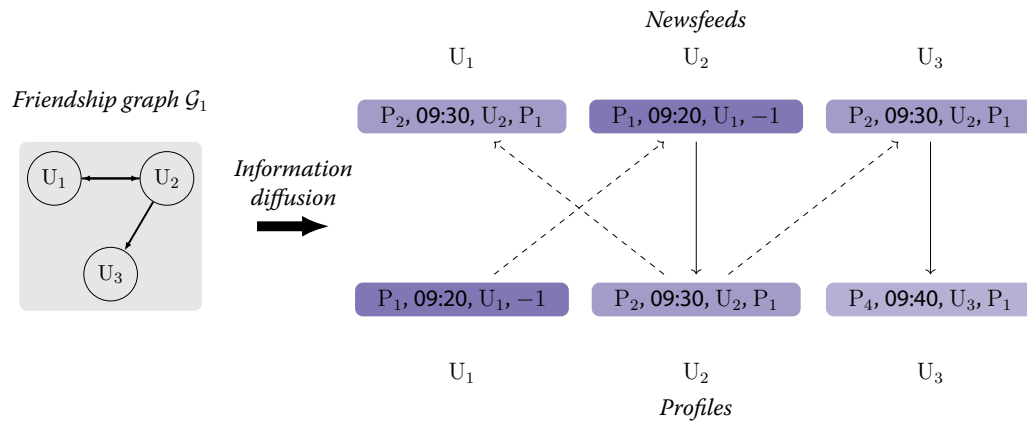 Newsfeeds
U₁ U₂ U₃
Friendship graph 𝒢₁
P₂, 09:30, U₂, P₁ P₁, 09:20, U₁, −1 P₂, 09:30, U₂, P₁
U₁ U₂
Information
diffusion
U₃
P₁, 09:20, U₁, −1 P₂, 09:30, U₂, P₁ P₄, 09:40, U₃, P₁
U₁ U₂ U₃
Profiles